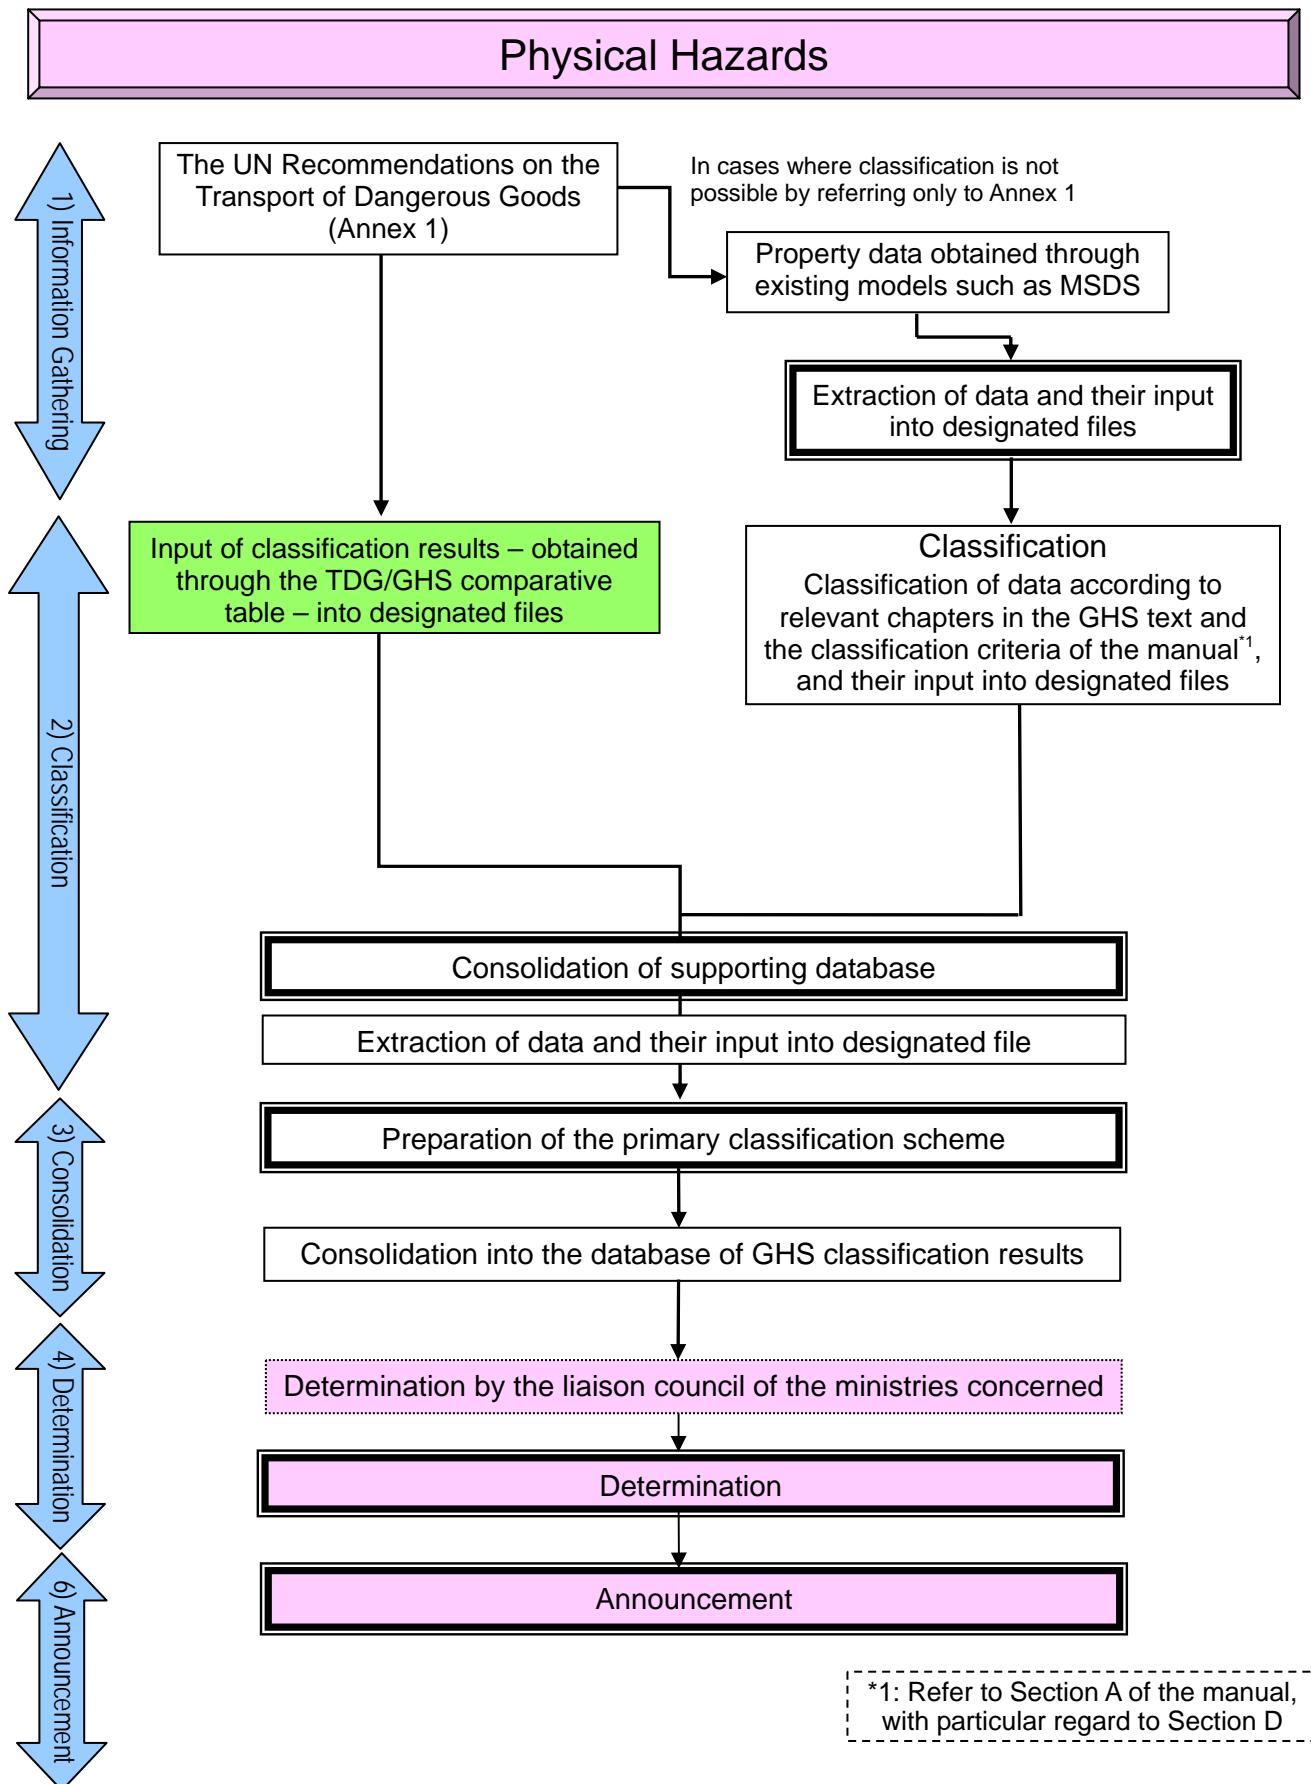 Physical Hazards
1) Information Gathering
The UN Recommendations on the
Transport of Dangerous Goods
(Annex 1)
In cases where classification is not
possible by referring only to Annex 1
Property data obtained through
existing models such as MSDS
Extraction of data and their input
into designated files
2) Classification
Input of classification results – obtained
through the TDG/GHS comparative
table – into designated files
Classification
Classification of data according to
relevant chapters in the GHS text and
the classification criteria of the manual*1,
and their input into designated files
Consolidation of supporting database
Extraction of data and their input into designated file
3) Consolidation
Preparation of the primary classification scheme
Consolidation into the database of GHS classification results
4) Determination
Determination by the liaison council of the ministries concerned
Determination
6) Announcement
Announcement
*1: Refer to Section A of the manual,
with particular regard to Section D